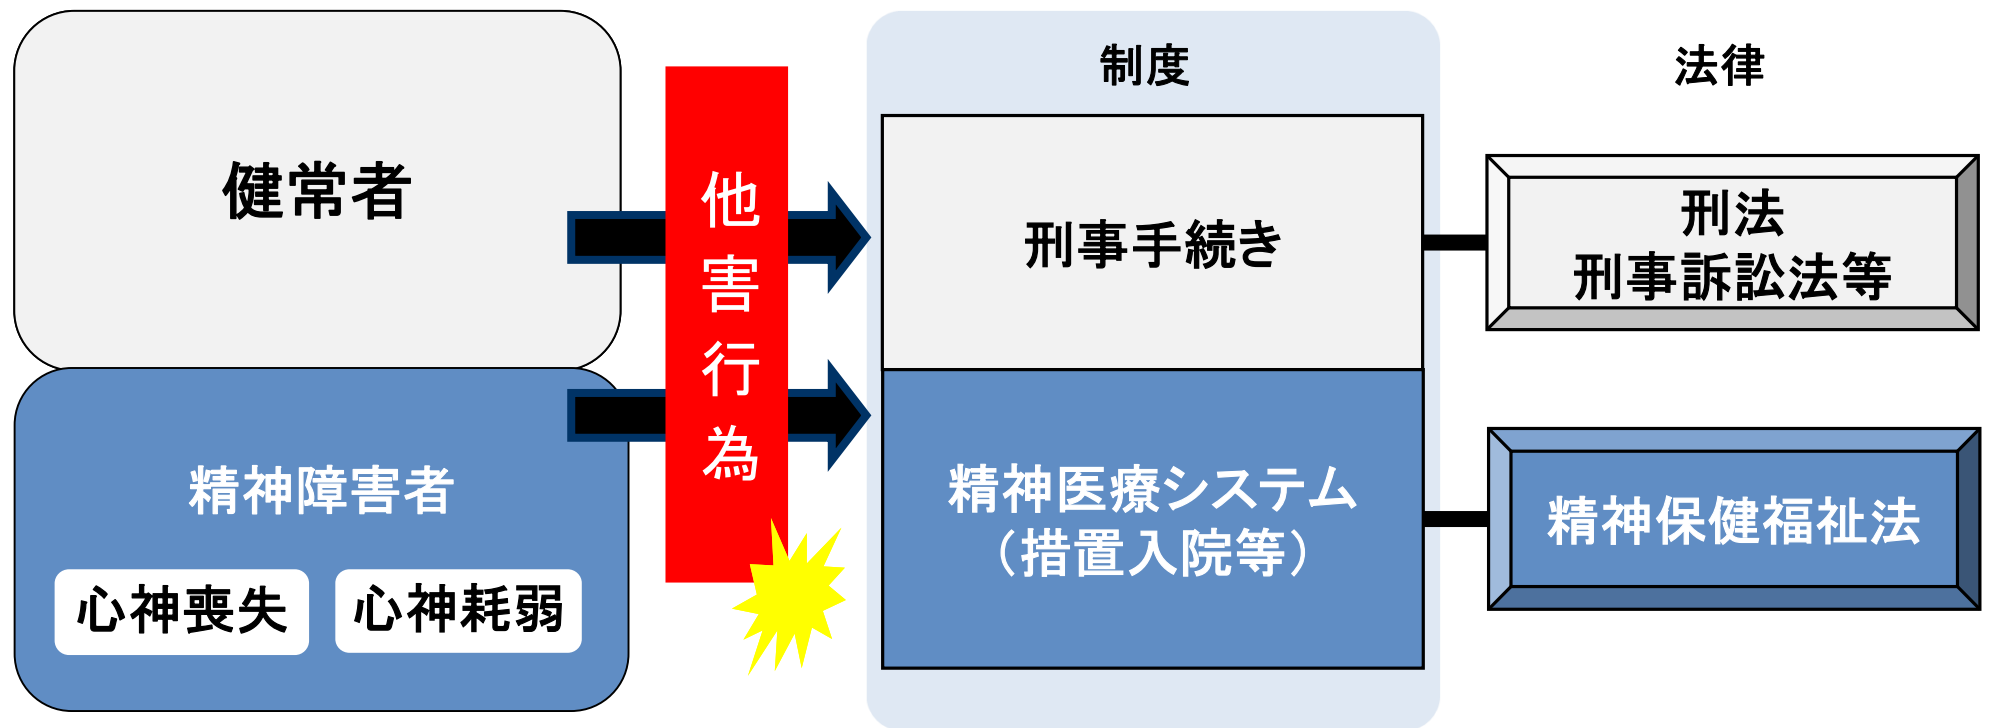 健常者
精神障害者
心神喪失
心神耗弱
他害行為
制度
刑事手続き
精神医療システム
（措置入院等）
法律
刑法
刑事訴訟法等
精神保健福祉法